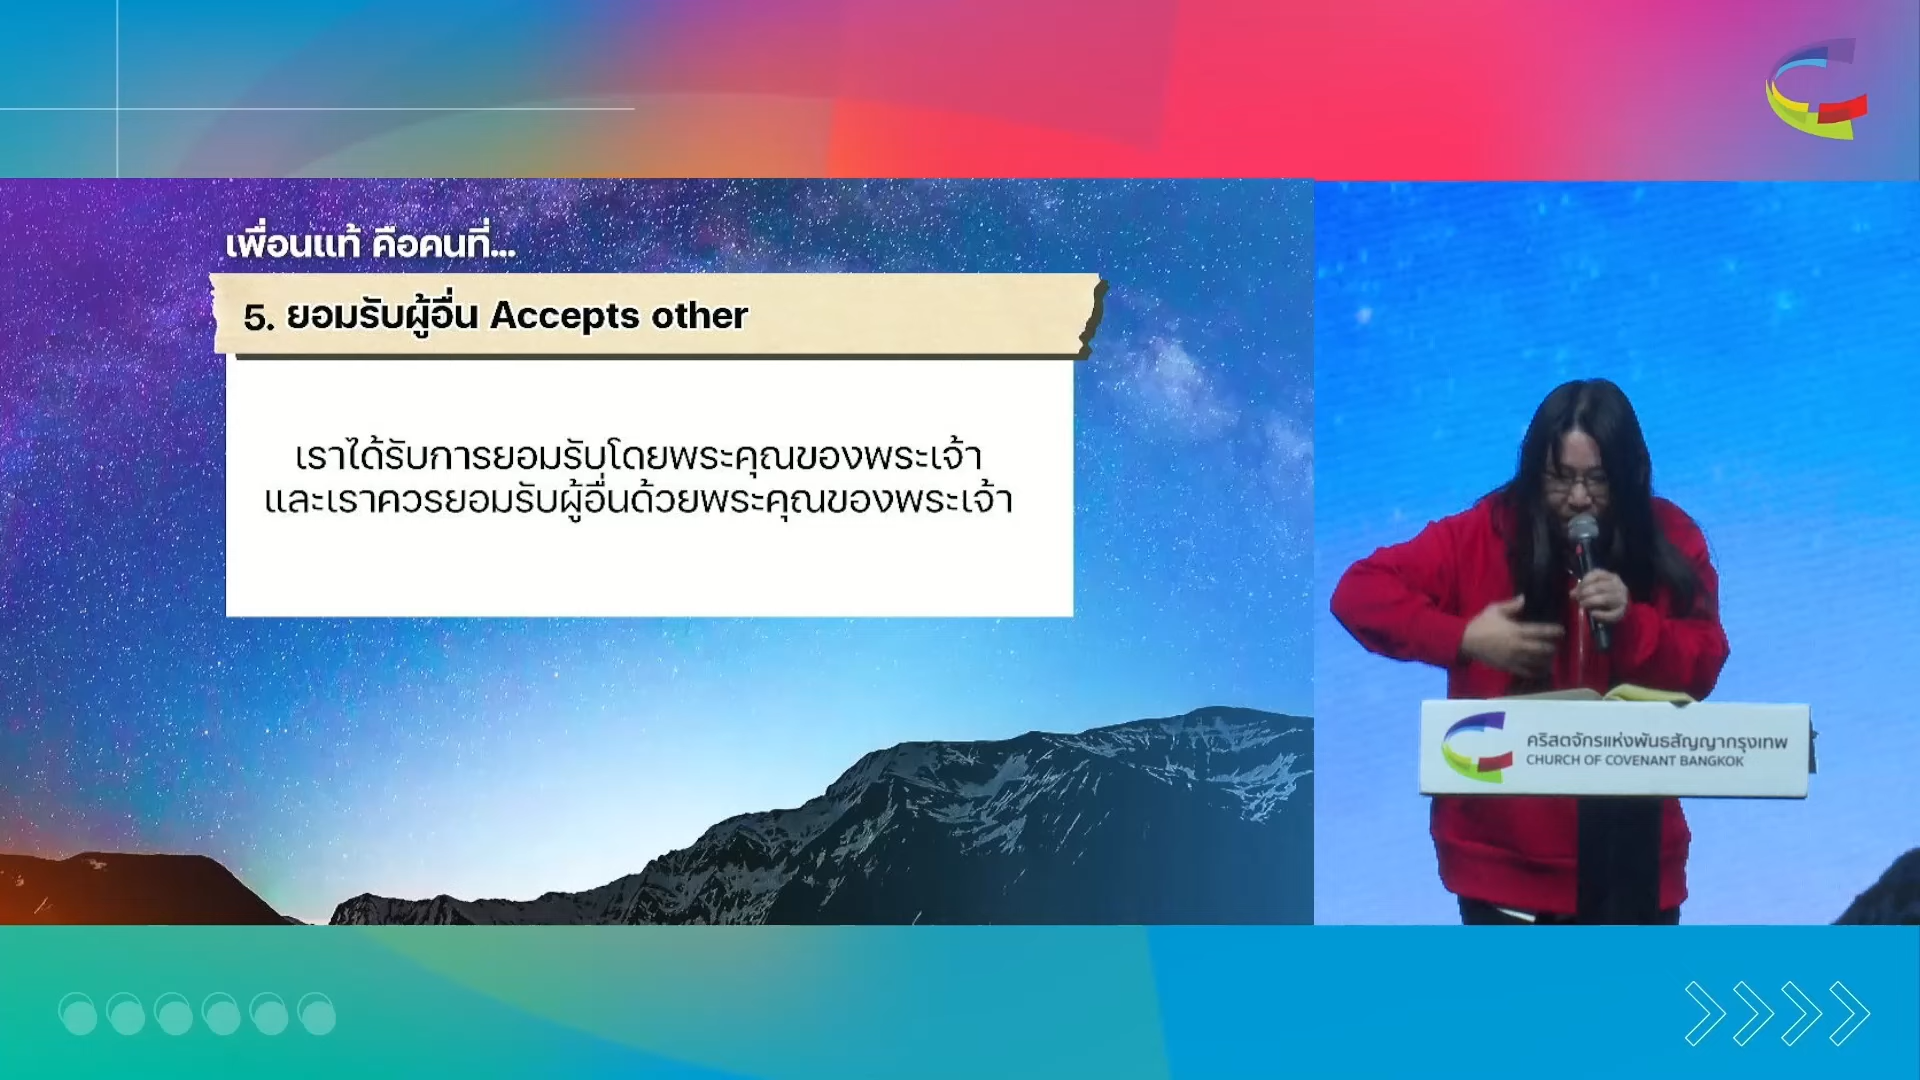 เพื่อนแท้ คือคนที่...
5. ยอมรับผู้อื่น Accepts other
เราได้รับการยอมรับโดยพระคุณของพระเจ้า
และเราควรยอมรับผู้อื่นด้วยพระคุณของพระเจ้า
คริสตจักรแห่งพันธสัญญากรุงเทพ
CHURCH OF COVENANT BANGKOK